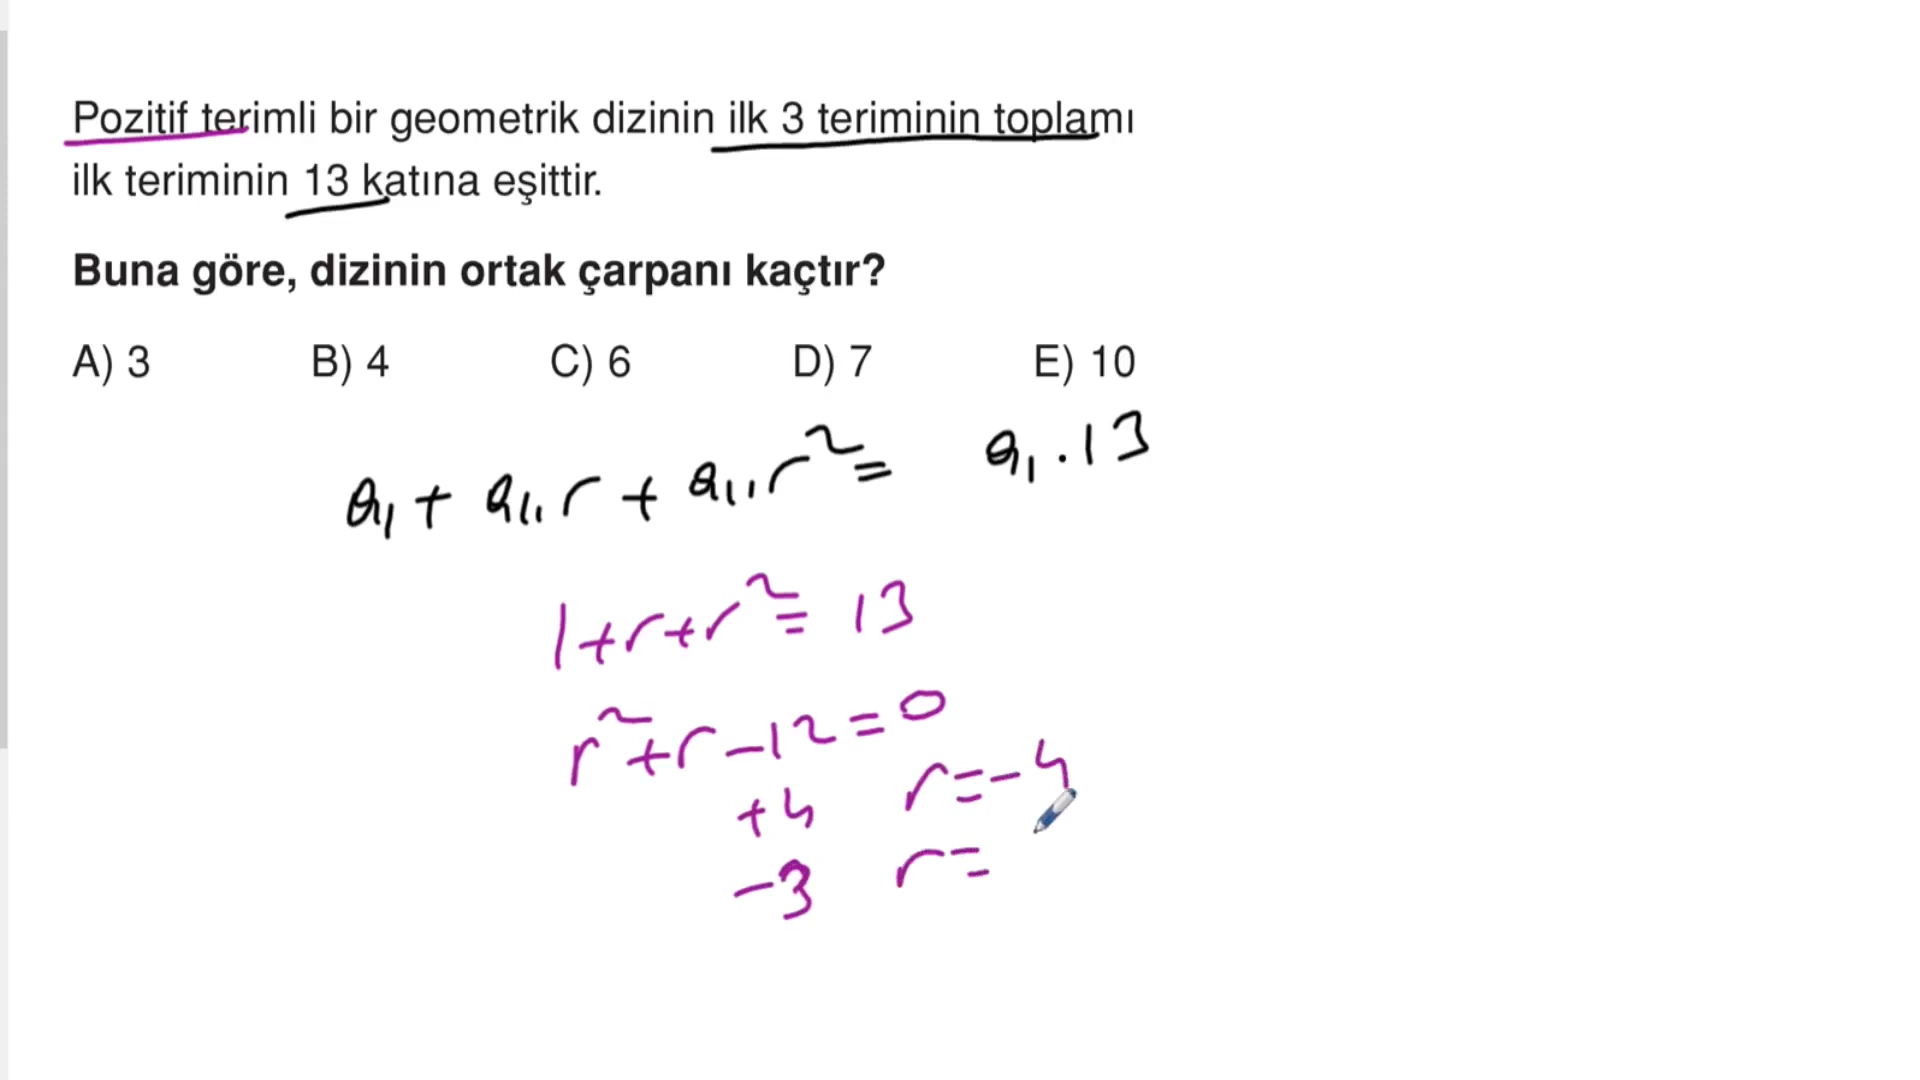 Pozitif terimli bir geometrik dizinin ilk 3 teriminin toplamı
ilk teriminin 13 katına eşittir.
Buna göre, dizinin ortak çarpanı kaçtır?
A) 3 B) 4 C) 6 D) 7 E) 10
a₁ + a₁.r + a₁.r² = a₁.13
1+r+r² = 13
r²+r-12=0
+4 r=-4
-3 r=